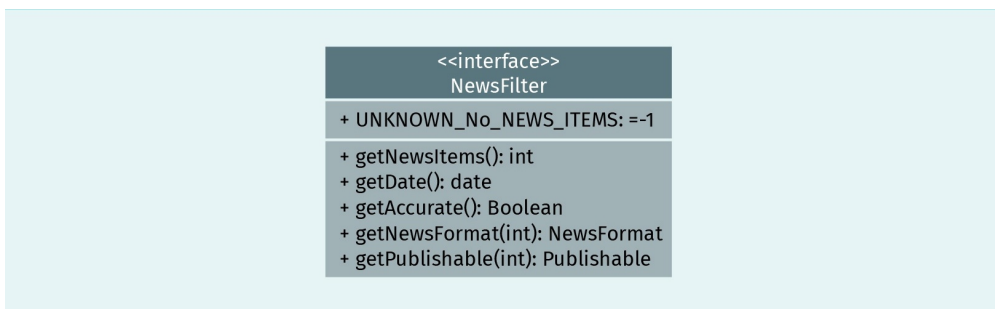 <<interface>>
NewsFilter
+ UNKNOWN_No_NEWS_ITEMS: =-1
+ getNewsItems(): int
+ getDate(): date
+ getAccurate(): Boolean
+ getNewsFormat(int): NewsFormat
+ getPublishable(int): Publishable